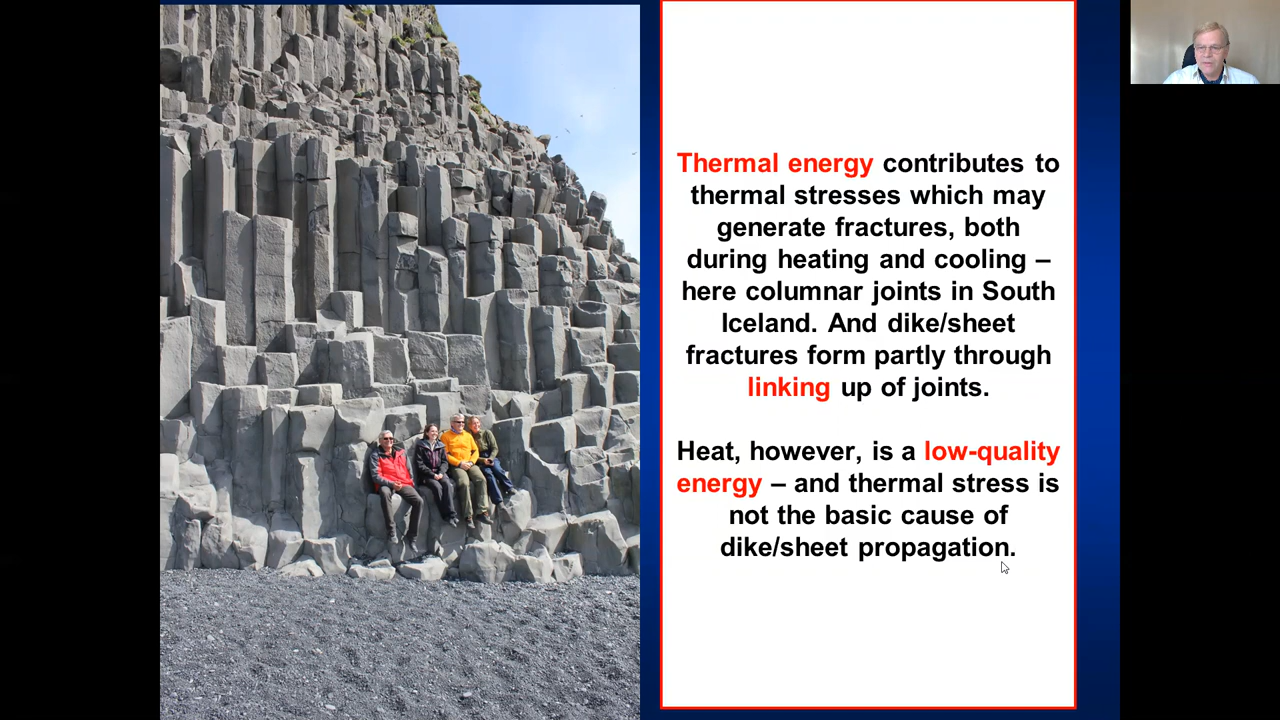 Thermal energy contributes to
thermal stresses which may
generate fractures, both
during heating and cooling –
here columnar joints in South
Iceland. And dike/sheet
fractures form partly through
linking up of joints.
Heat, however, is a low-quality
energy – and thermal stress is
not the basic cause of
dike/sheet propagation.